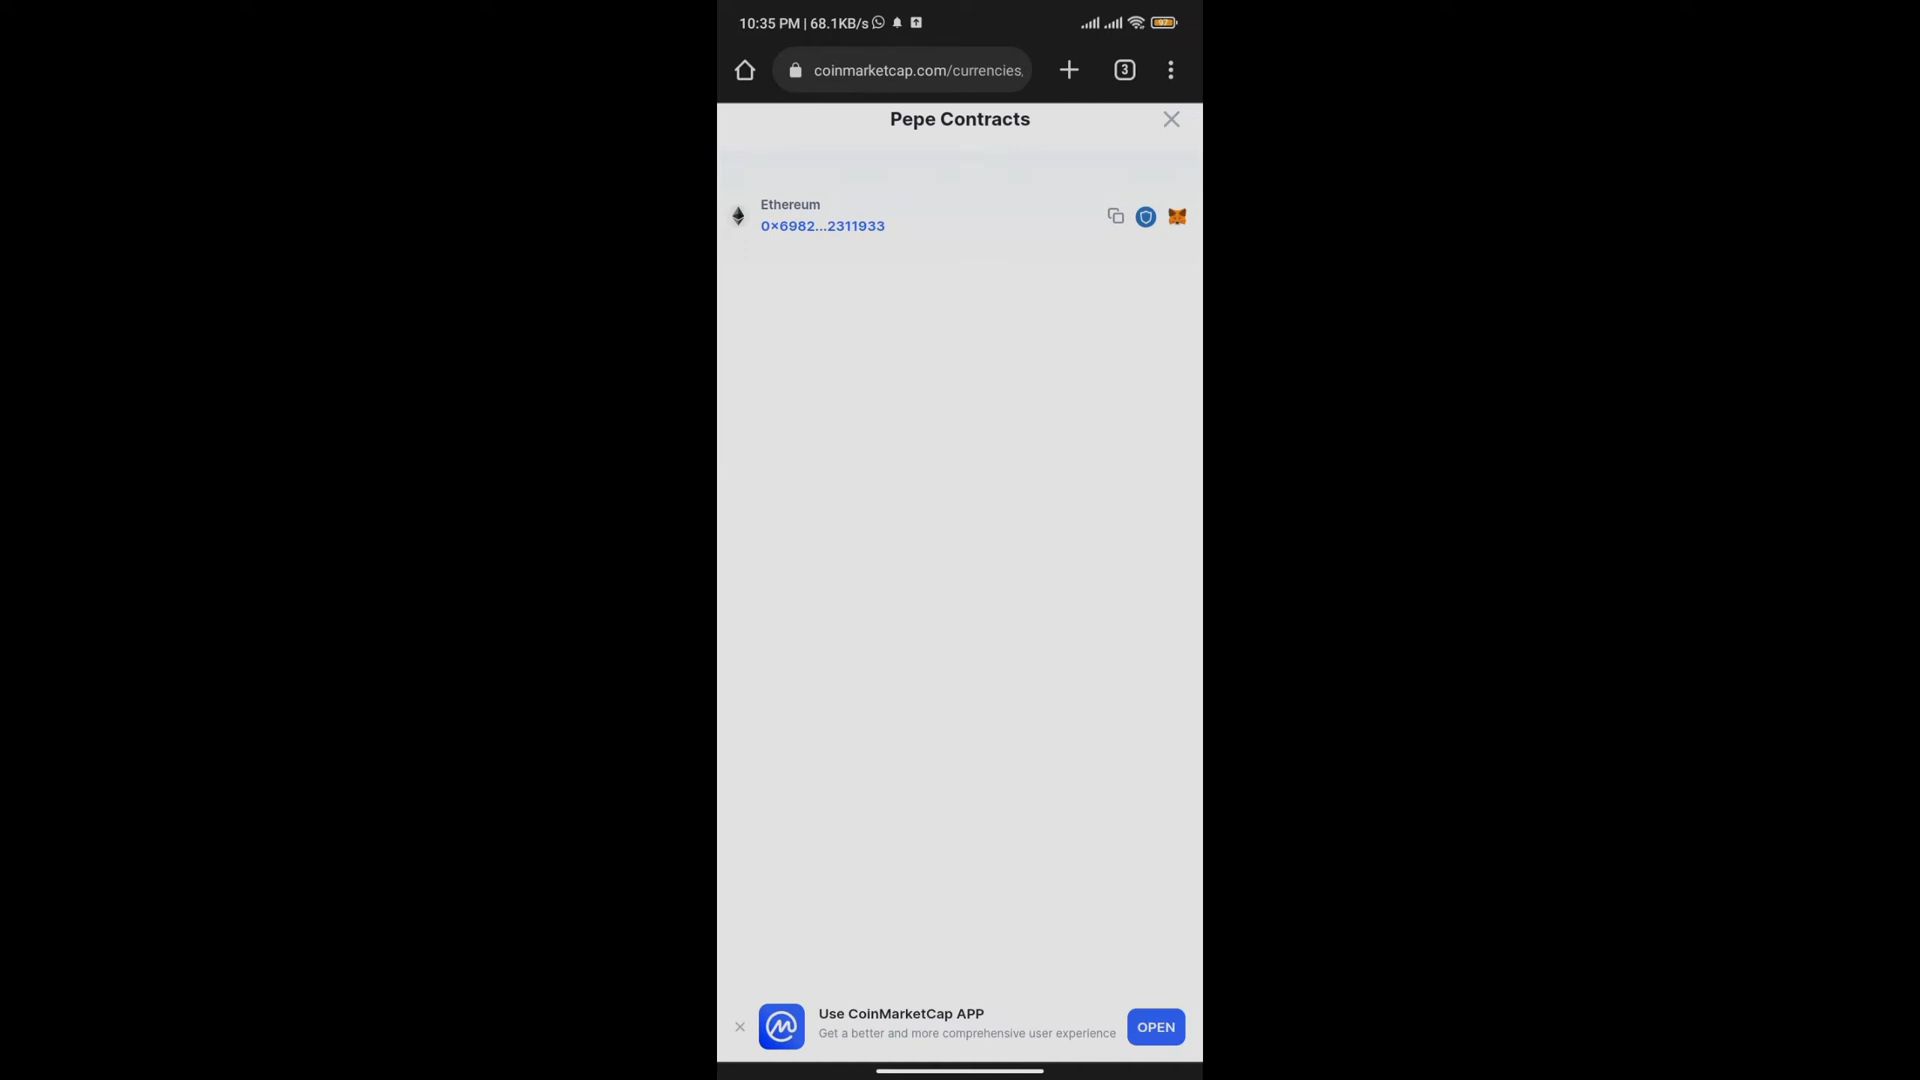 10:35 PM | 68.1KB/s
97
coinmarketcap.com/currencies,
3
Pepe Contracts
Ethereum
0x6982...2311933
Use CoinMarketCap APP
Get a better and more comprehensive user experience
OPEN